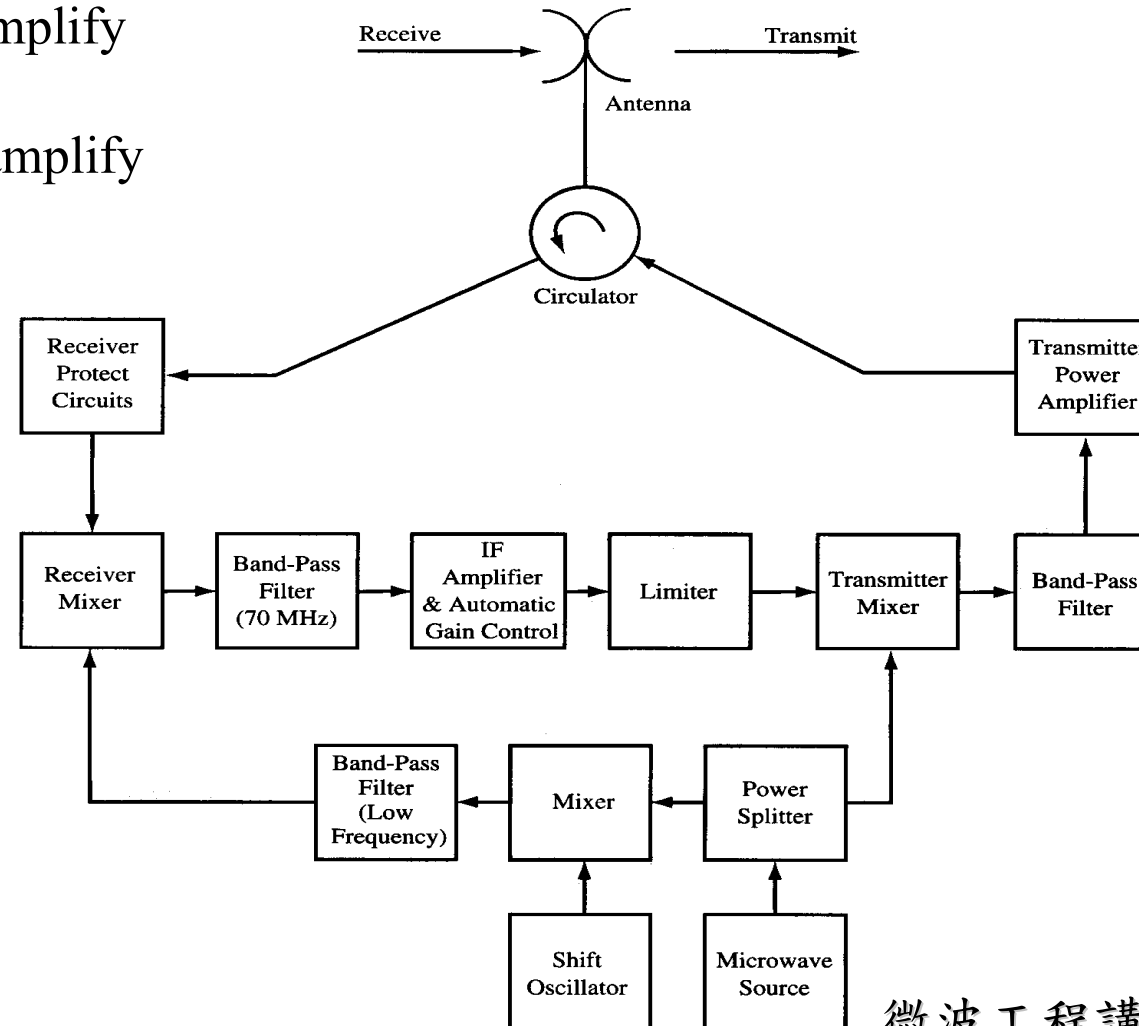 mplify
amplify
Receive
Transmit
Antenna
Circulator
Receiver
Protect
Circuits
Transmitter
Power
Amplifier
Receiver
Mixer
Band-Pass
Filter
(70 MHz)
IF
Amplifier
& Automatic
Gain Control
Limiter
Transmitter
Mixer
Band-Pass
Filter
Band-Pass
Filter
(Low
Frequency)
Mixer
Power
Splitter
Shift
Oscillator
Microwave
Source
微波工程講